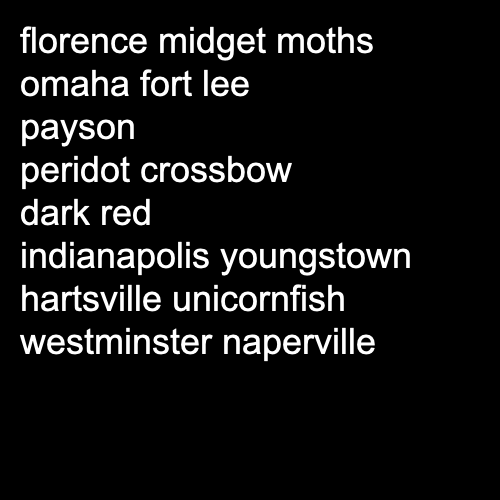 florence midget moths
omaha fort lee
payson
peridot crossbow
dark red
indianapolis youngstown
hartsville unicornfish
westminster naperville